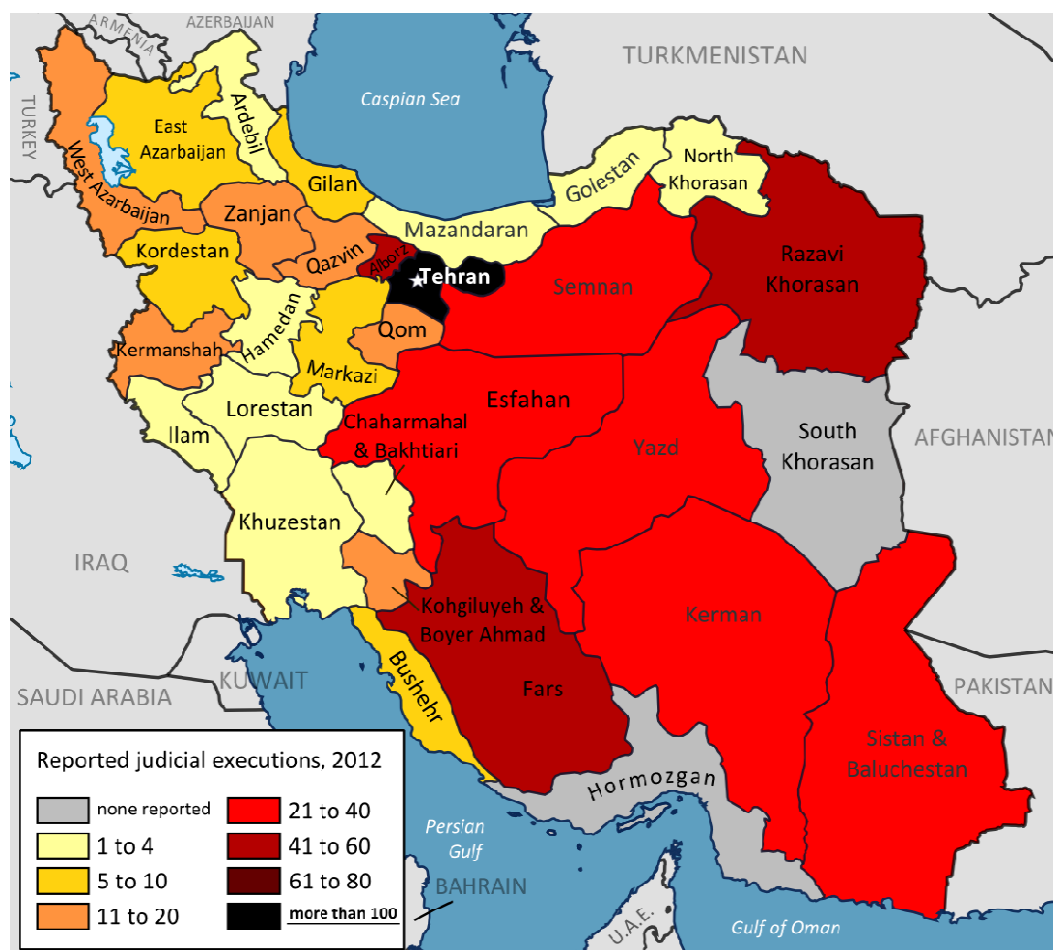 ARMENIA
AZERBAIJAN
TURKMENISTAN
TURKEY
Caspian Sea
East
Azarbaijan
Ardebil
West Azarbaijan
Gilan
Golestan
North
Khorasan
Zanjan
Mazandaran
Kordestan
Qazvin
Alborz
Tehran
Razavi
Khorasan
Semnan
Hamedan
Qom
Kermanshah
Markazi
Lorestan
Esfahan
Chaharmahal
& Bakhtiari
Ilam
Yazd
South
Khorasan
AFGHANISTAN
Khuzestan
IRAQ
Kohgiluyeh &
Boyer Ahmad
Kerman
Bushehr
Fars
KUWAIT
SAUDI ARABIA
PAKISTAN
Sistan &
Baluchestan
Hormozgan
Reported judicial executions, 2012
none reported
1 to 4
5 to 10
11 to 20
21 to 40
41 to 60
61 to 80
more than 100
Persian
Gulf
BAHRAIN
U.A.E.
Gulf of Oman